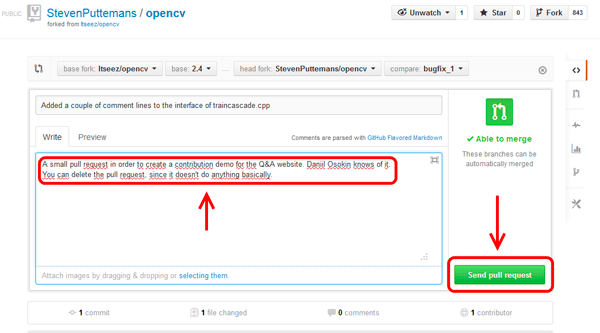 PUBLIC
StevenPuttemans / opencv
forked from Itseez/opencv
Unwatch 1
Star 0
Fork 843
base fork: Itseez/opencv
base: 2.4
...
head fork: StevenPuttemans/opencv
compare: bugfix_1
Added a couple of comment lines to the interface of traincascade.cpp
Write
Preview
Comments are parsed with GitHub Flavored Markdown
A small pull request in order to create a contribution demo for the Q&A website. Daniil Osokin knows of it.
You can delete the pull request, since it doesn't do anything basically.
Attach images by dragging & dropping or selecting them
Able to merge
These branches can be
automatically merged
Send pull request
1 commit
1 file changed
0 comments
1 contributor